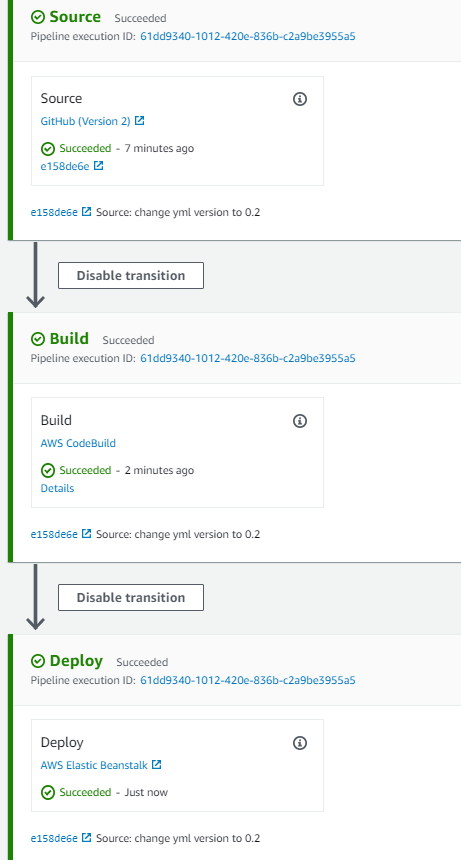 Source Succeeded
Pipeline execution ID: 61dd9340-1012-420e-836b-c2a9be3955a5
Source
GitHub (Version 2)
Succeeded - 7 minutes ago
e158de6e
e158de6e Source: change yml version to 0.2
Disable transition
Build Succeeded
Pipeline execution ID: 61dd9340-1012-420e-836b-c2a9be3955a5
Build
AWS CodeBuild
Succeeded - 2 minutes ago
Details
e158de6e Source: change yml version to 0.2
Disable transition
Deploy Succeeded
Pipeline execution ID: 61dd9340-1012-420e-836b-c2a9be3955a5
Deploy
AWS Elastic Beanstalk
Succeeded - Just now
e158de6e Source: change yml version to 0.2